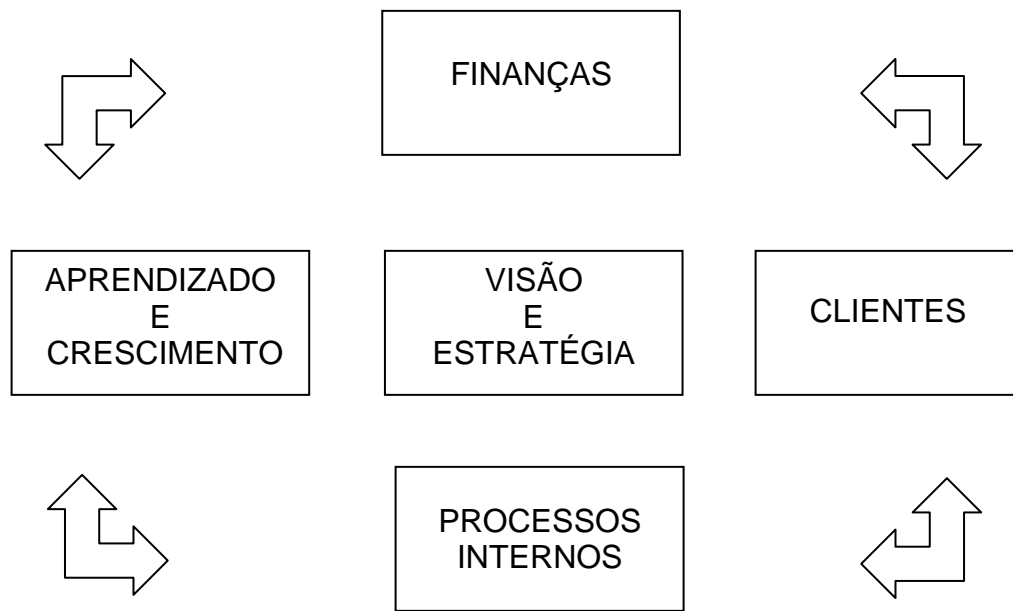 FINANÇAS
APRENDIZADO
E
CRESCIMENTO
VISÃO
E
ESTRATÉGIA
CLIENTES
PROCESSOS
INTERNOS